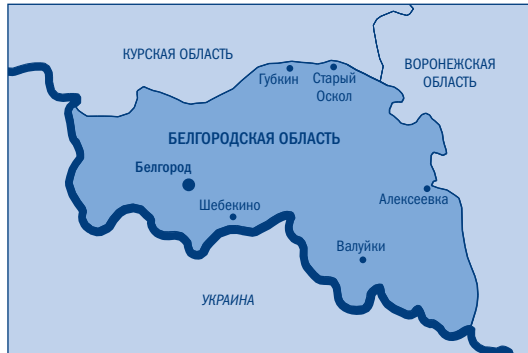 КУРСКАЯ ОБЛАСТЬ
ВОРОНЕЖСКАЯ
ОБЛАСТЬ
Губкин
Старый
Оскол
БЕЛГОРОДСКАЯ ОБЛАСТЬ
Белгород
Шебекино
Алексеевка
Валуйки
УКРАИНА